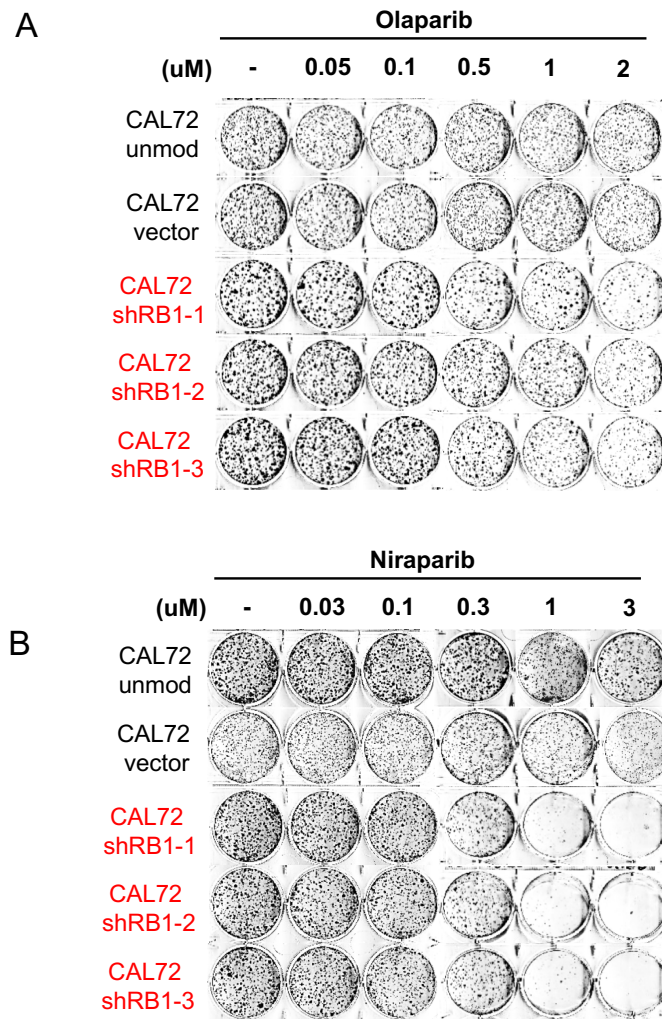 A
Olaparib
(uM) - 0.05 0.1 0.5 1 2
CAL72
unmod
CAL72
vector
CAL72
shRB1-1
CAL72
shRB1-2
CAL72
shRB1-3
Niraparib
(uM) - 0.03 0.1 0.3 1 3
B
CAL72
unmod
CAL72
vector
CAL72
shRB1-1
CAL72
shRB1-2
CAL72
shRB1-3